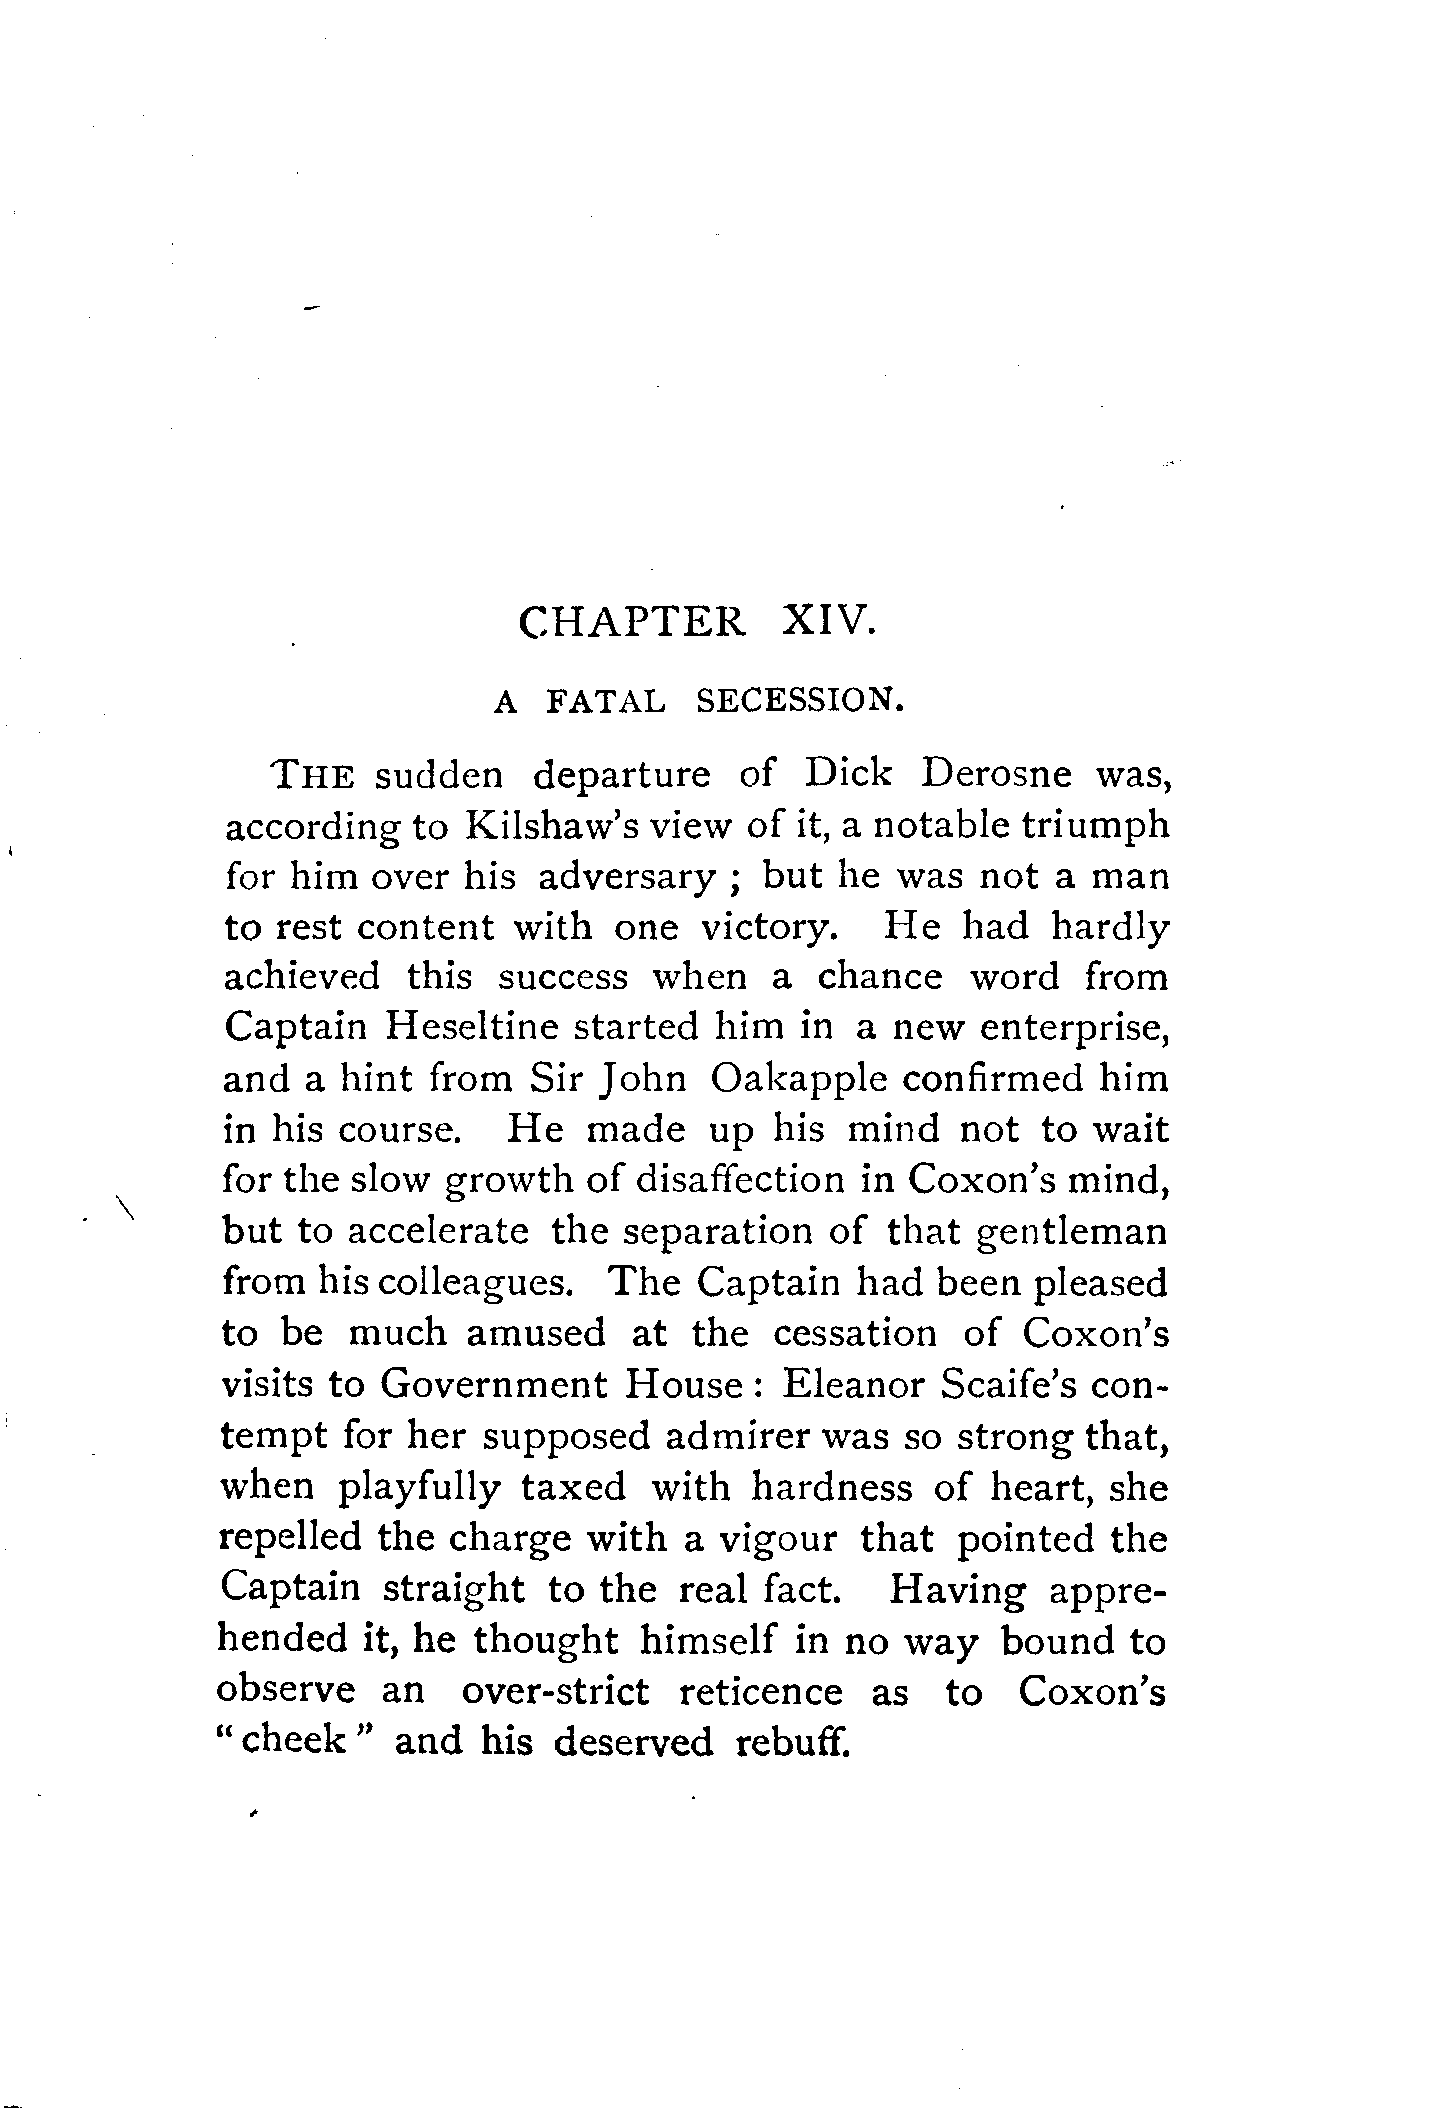 CHAPTER XIV.
A FATAL SECESSION.
THE sudden departure of Dick Derosne was,
according to Kilshaw's view of it, a notable triumph
for him over his adversary ; but he was not a man
to rest content with one victory. He had hardly
achieved this success when a chance word from
Captain Heseltine started him in a new enterprise,
and a hint from Sir John Oakapple confirmed him
in his course. He made up his mind not to wait
for the slow growth of disaffection in Coxon's mind,
but to accelerate the separation of that gentleman
from his colleagues. The Captain had been pleased
to be much amused at the cessation of Coxon's
visits to Government House : Eleanor Scaife's con-
tempt for her supposed admirer was so strong that,
when playfully taxed with hardness of heart, she
repelled the charge with a vigour that pointed the
Captain straight to the real fact. Having appre-
hended it, he thought himself in no way bound to
observe an over-strict reticence as to Coxon's
“ cheek ” and his deserved rebuff.